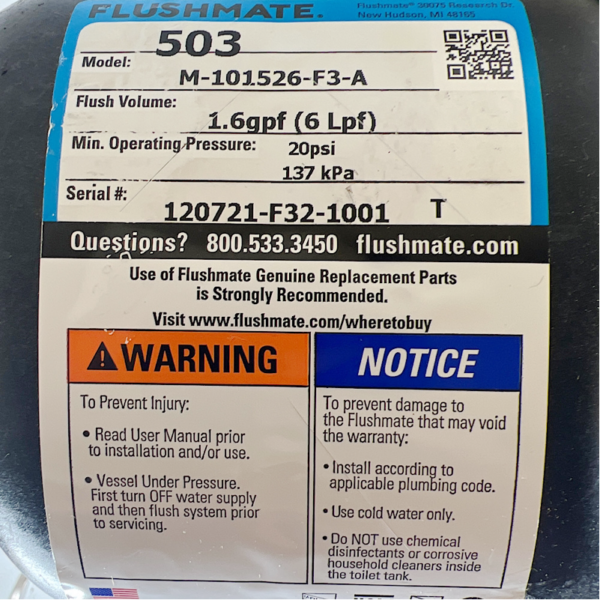 FLUSHMATE.
Flushmate® 30075 Research Dr.
New Hudson, MI 48165
503
Model:
M-101526-F3-A
Flush Volume:
1.6gpf (6 Lpf)
Min. Operating Pressure: 20psi
137 kPa
Serial #:
120721-F32-1001 T
Questions? 800.533.3450 flushmate.com
Use of Flushmate Genuine Replacement Parts
is Strongly Recommended.
Visit www.flushmate.com/wheretobuy
WARNING
To Prevent Injury:
• Read User Manual prior
to installation and/or use.
• Vessel Under Pressure.
First turn OFF water supply
and then flush system prior
to servicing.
NOTICE
To prevent damage to
the Flushmate that may void
the warranty:
• Install according to
applicable plumbing code.
• Use cold water only.
• Do NOT use chemical
disinfectants or corrosive
household cleaners inside
the toilet tank.